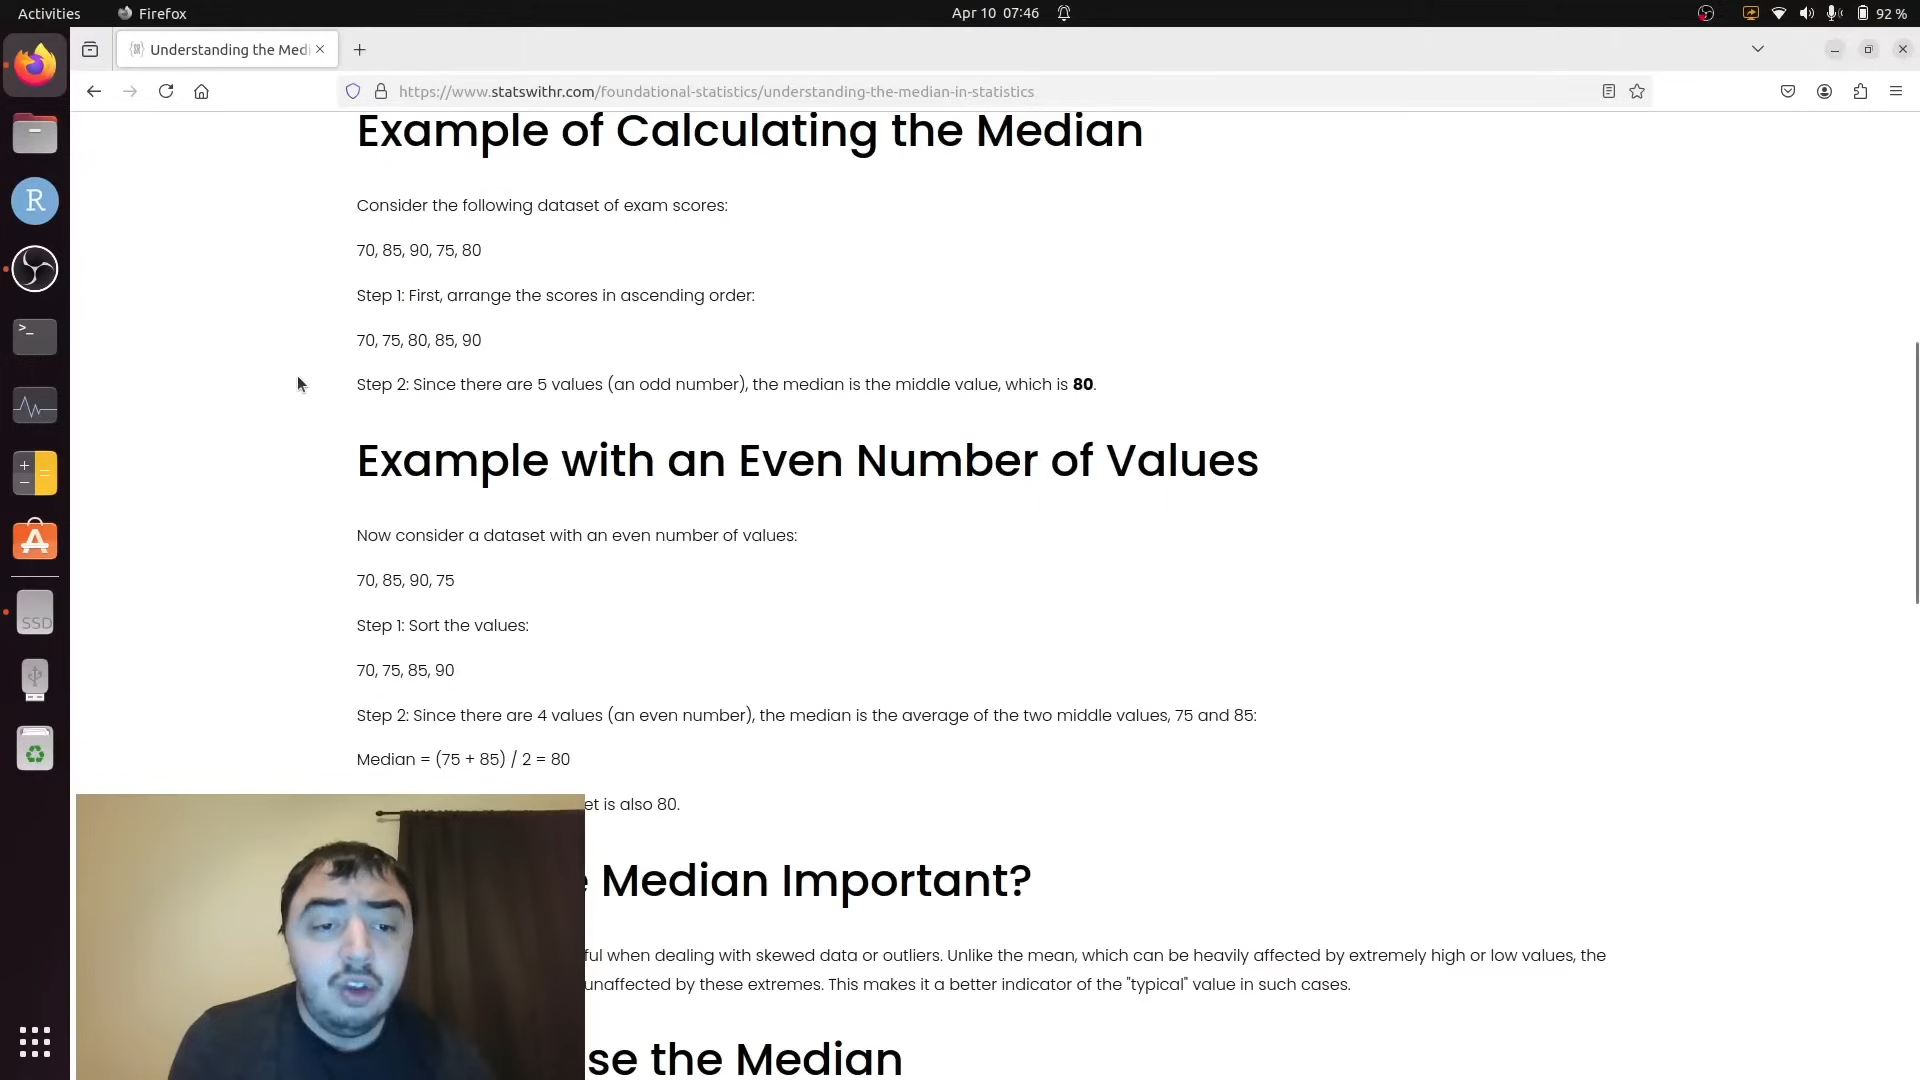 Activities
Firefox
Apr 10 07:46
92 %
Understanding the Medi
https://www.statswithr.com/foundational-statistics/understanding-the-median-in-statistics
Example of Calculating the Median
Consider the following dataset of exam scores:
70, 85, 90, 75, 80
Step 1: First, arrange the scores in ascending order:
70, 75, 80, 85, 90
Step 2: Since there are 5 values (an odd number), the median is the middle value, which is 80.
Example with an Even Number of Values
Now consider a dataset with an even number of values:
70, 85, 90, 75
Step 1: Sort the values:
70, 75, 85, 90
Step 2: Since there are 4 values (an even number), the median is the average of the two middle values, 75 and 85:
Median = (75 + 85) / 2 = 80
et is also 80.
Median Important?
ful when dealing with skewed data or outliers. Unlike the mean, which can be heavily affected by extremely high or low values, the
unaffected by these extremes. This makes it a better indicator of the "typical" value in such cases.
se the Median
R
>_
SSD